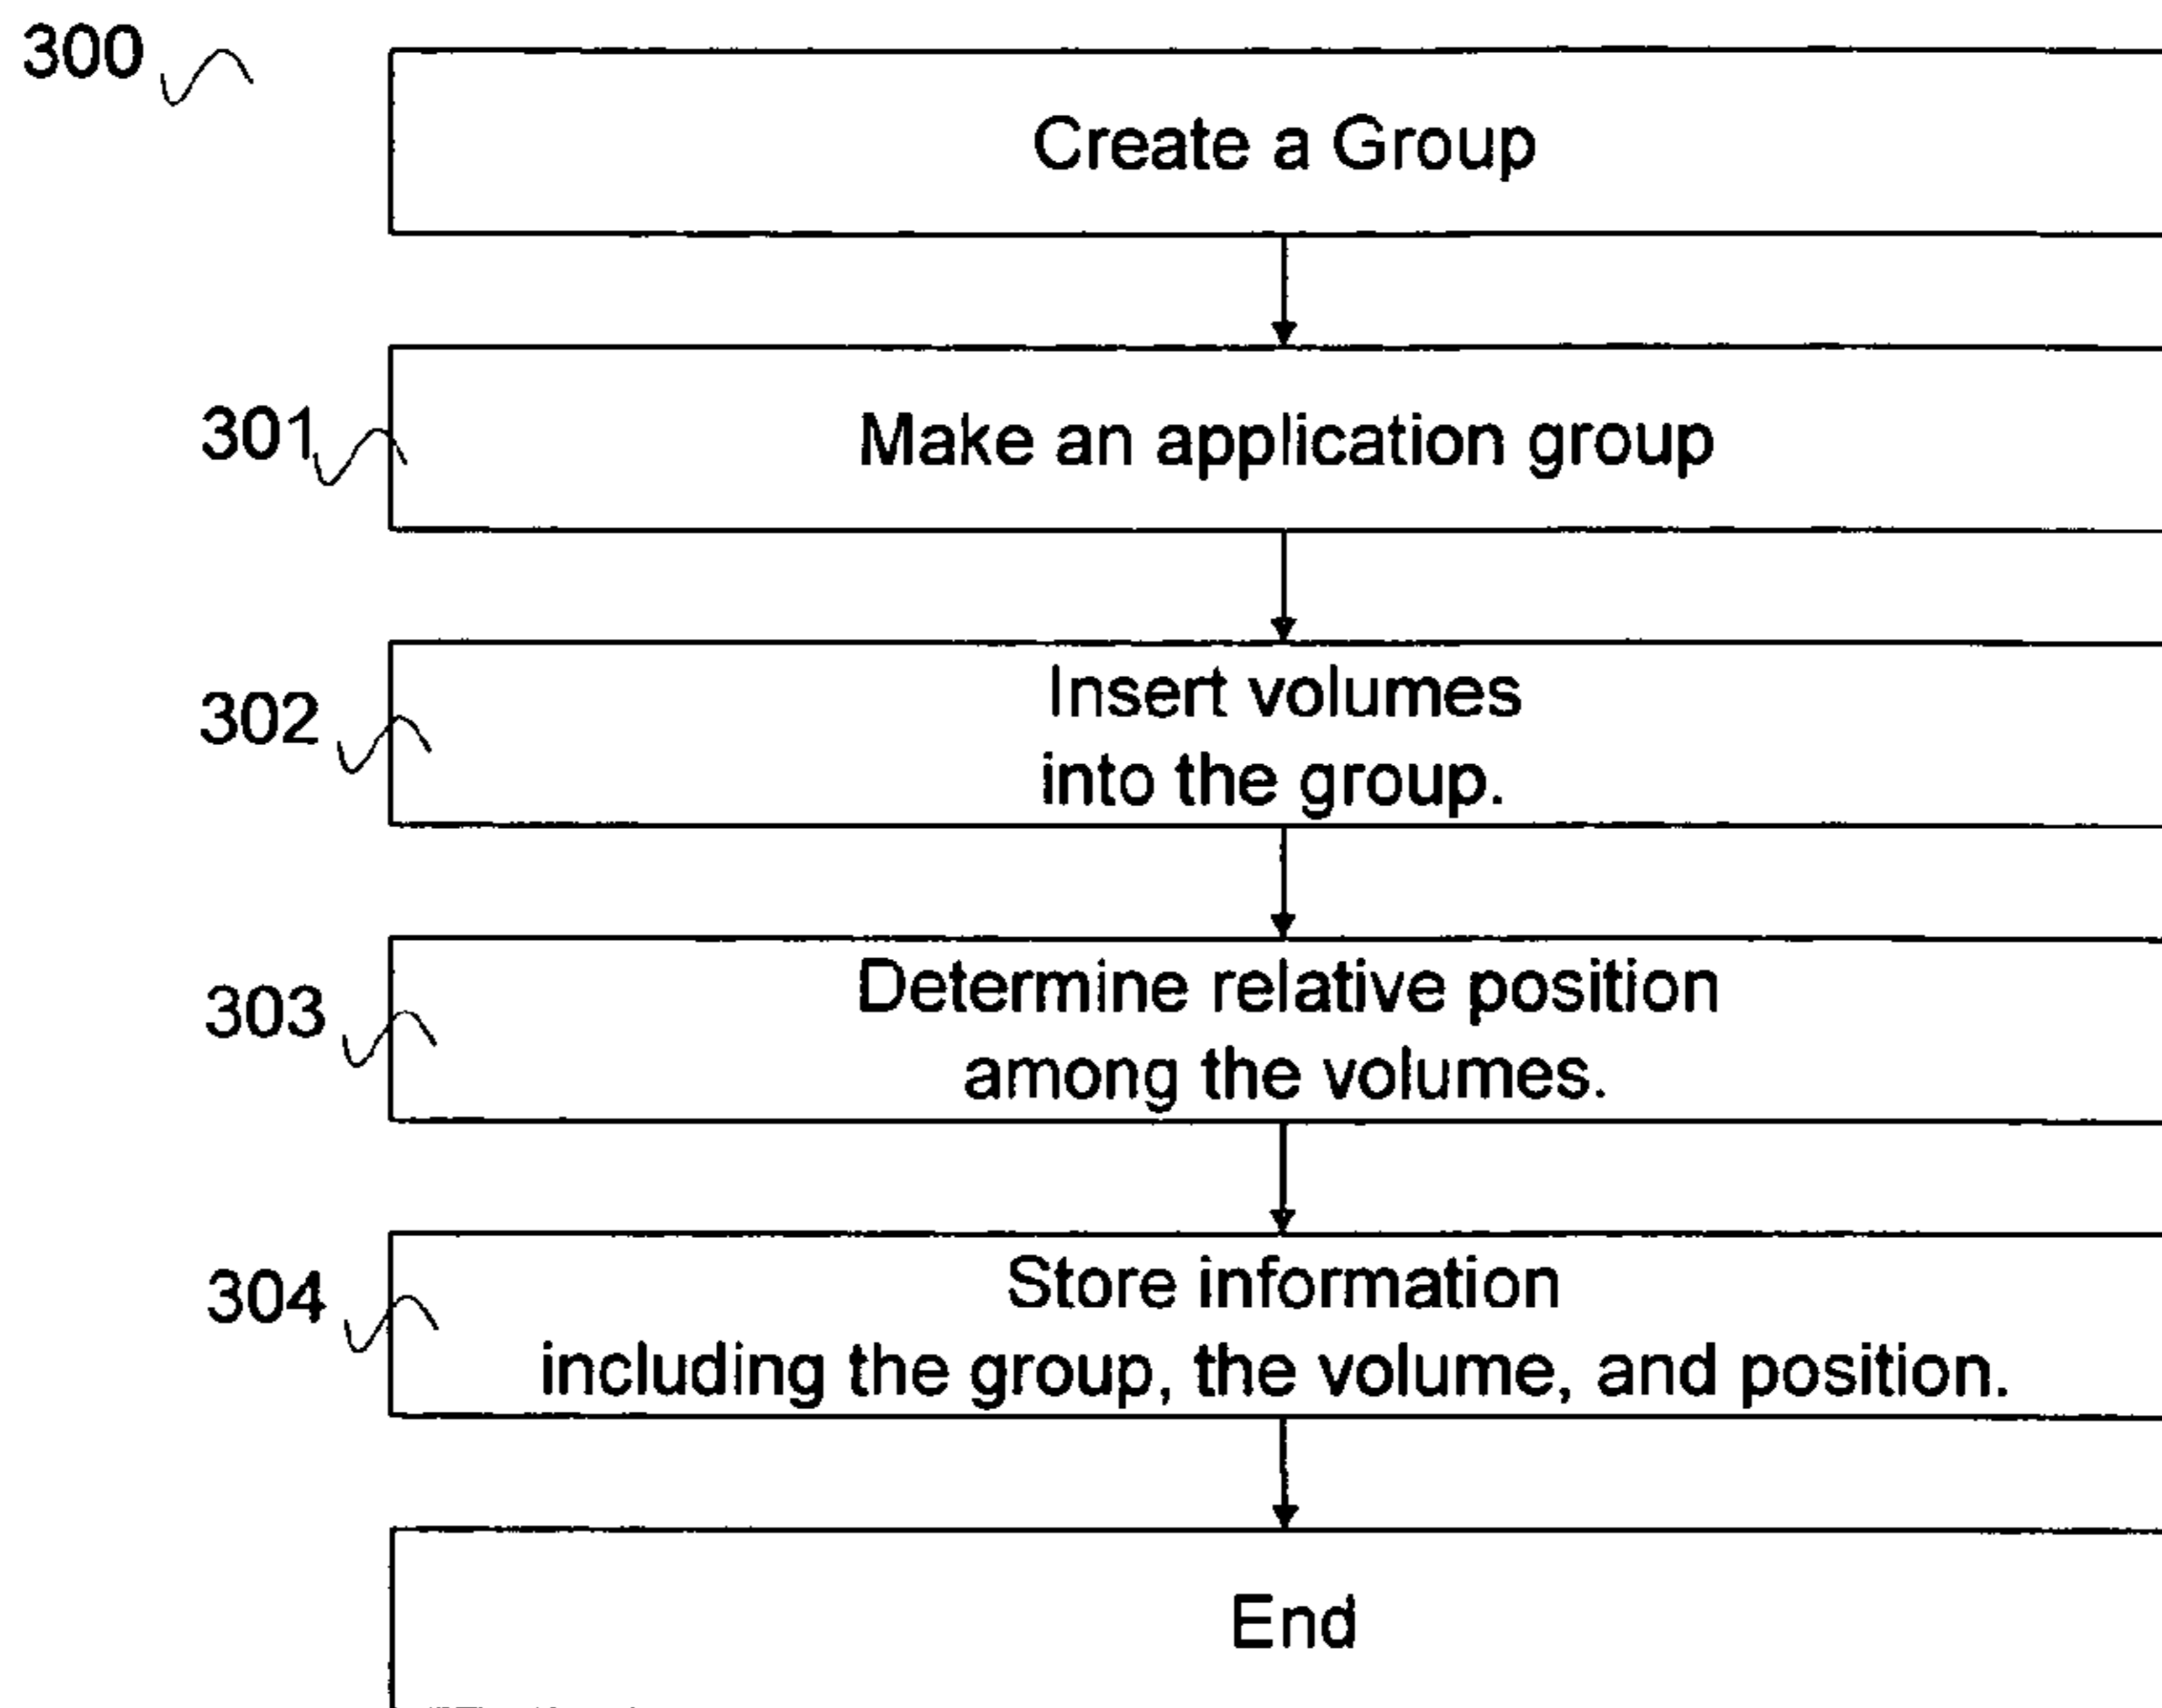 300
Create a Group
301
Make an application group
302
Insert volumes
into the group.
303
Determine relative position
among the volumes.
304
Store information
including the group, the volume, and position.
End